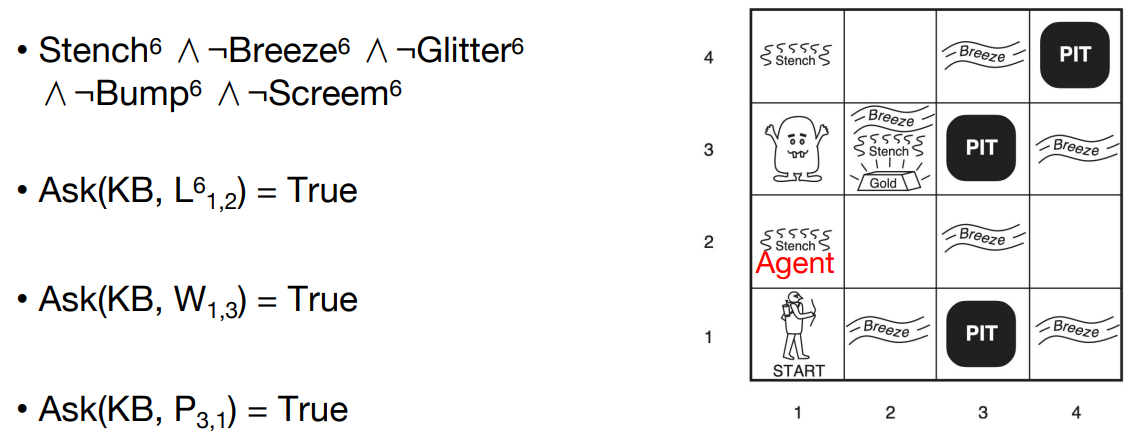 • Stench⁶ ∧ ¬Breeze⁶ ∧ ¬Glitter⁶
∧ ¬Bump⁶ ∧ ¬Screem⁶
• Ask(KB, L⁶₁,₂) = True
• Ask(KB, W₁,₃) = True
• Ask(KB, P₃,₁) = True
4
Stench
Breeze
PIT
3
Breeze
Stench
Gold
PIT
Breeze
2
Stench
Agent
Breeze
1
START
Breeze
PIT
Breeze
1 2 3 4